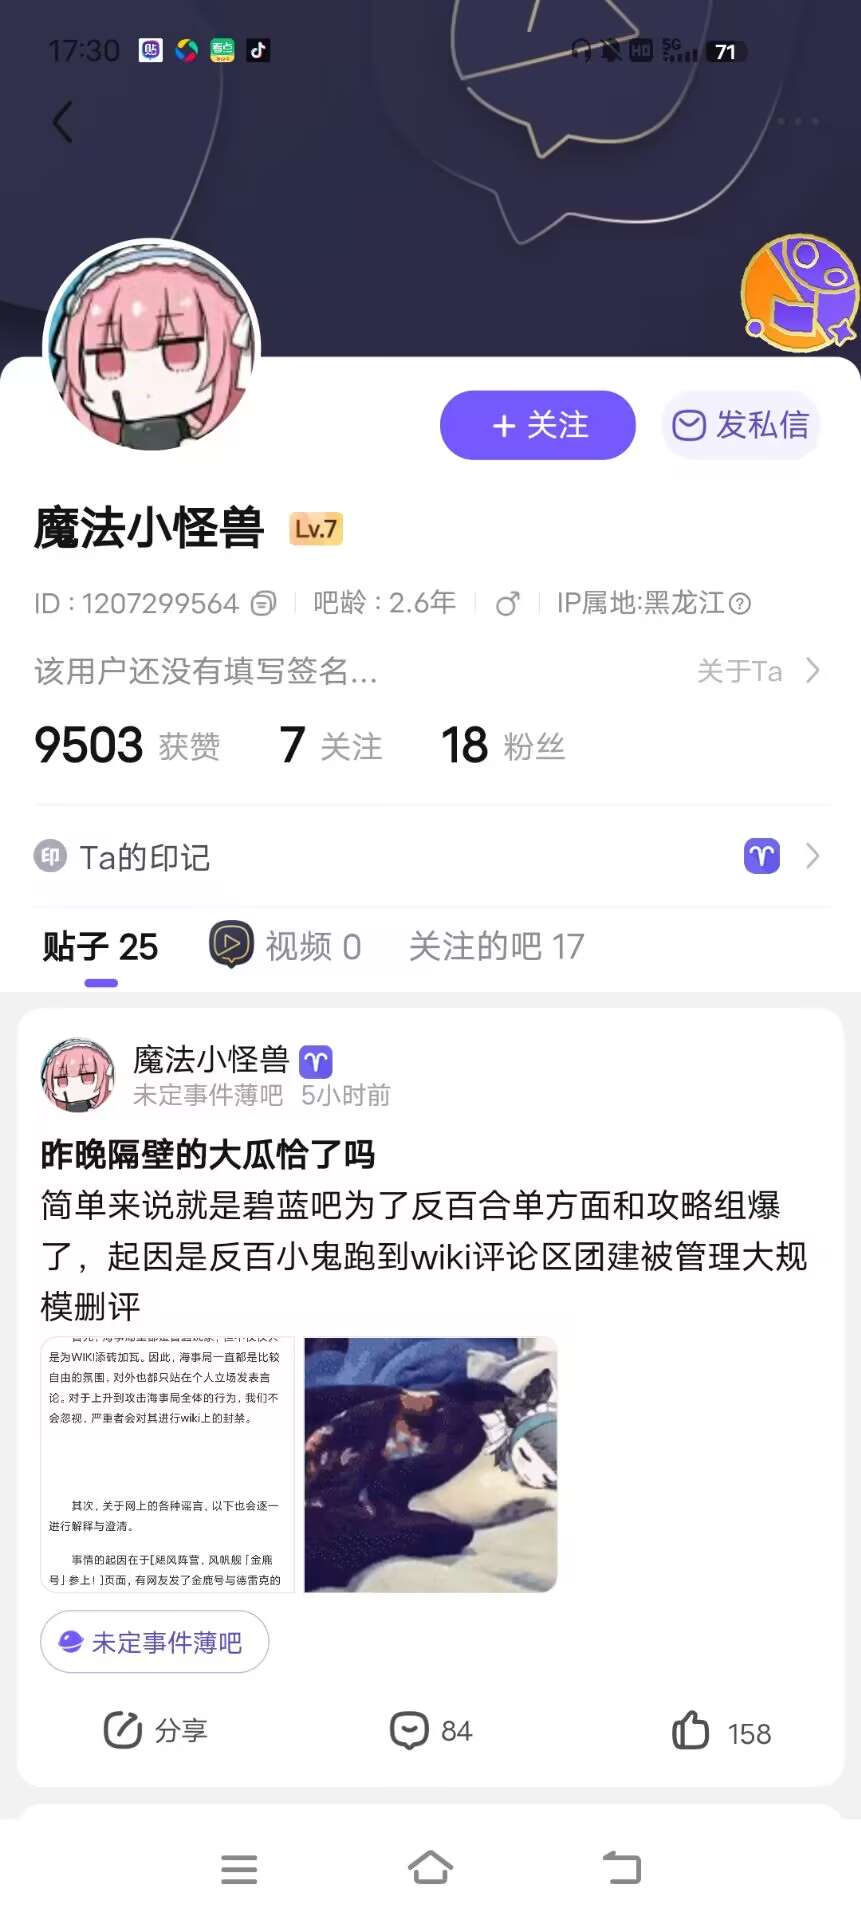 17:30
贴
考点
HD 5G 71
+ 关注
发私信
魔法小怪兽 Lv.7
ID : 1207299564 吧龄 : 2.6年 IP属地:黑龙江
该用户还没有填写签名... 关于Ta
9503 获赞 7 关注 18 粉丝
印 Ta的印记
贴子 25 视频 0 关注的吧 17
魔法小怪兽
未定事件薄吧 5小时前
昨晚隔壁的大瓜恰了吗
简单来说就是碧蓝吧为了反百合单方面和攻略组爆
了，起因是反百小鬼跑到wiki评论区团建被管理大规
模删评
是为WIKI添砖加瓦。因此，海事局一直都是比较
自由的氛围，对外也都只站在个人立场发表言
论。对于上升到攻击海事局全体的行为，我们不
会忽视，严重者会对其进行wiki上的封禁。
其次，关于网上的各种谣言，以下也会逐一
进行解释与澄清。
事情的起因在于[飓风阵营，风帆舰「金鹿
号」参上！]页面，有网友发了金鹿号与德雷克的
未定事件薄吧
分享 84 158